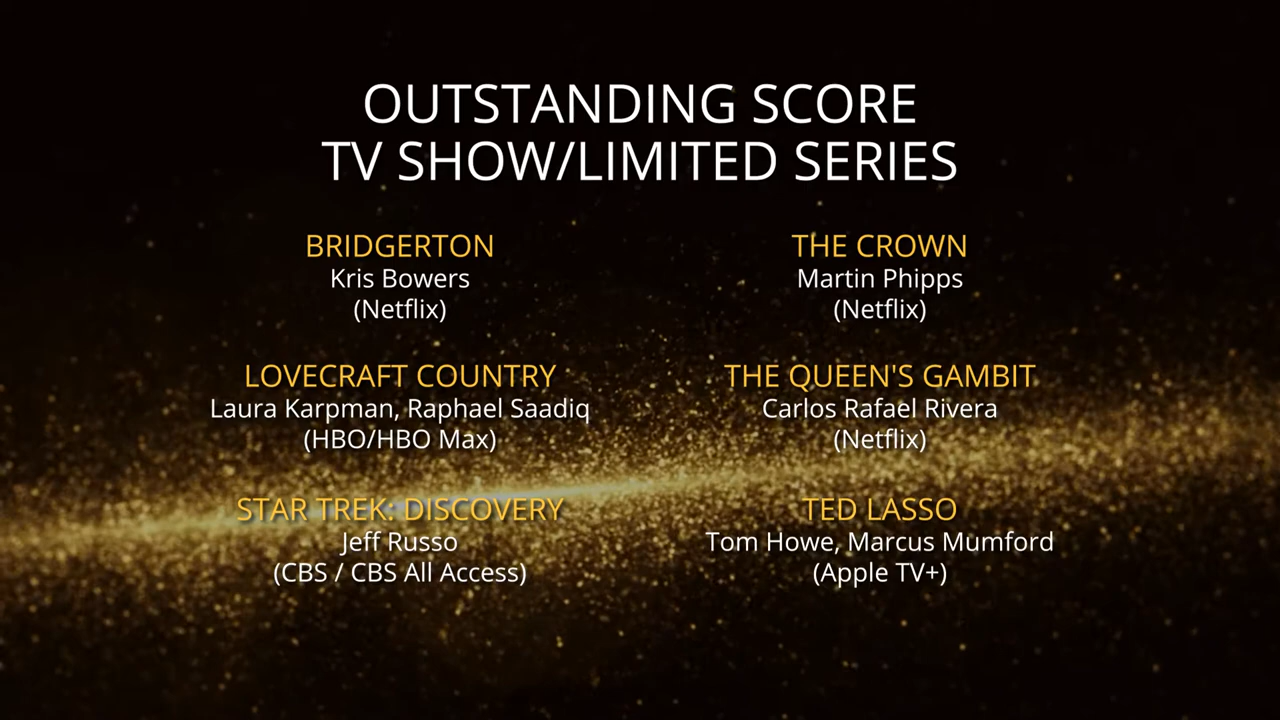 OUTSTANDING SCORE
TV SHOW/LIMITED SERIES
BRIDGERTON
Kris Bowers
(Netflix)
THE CROWN
Martin Phipps
(Netflix)
LOVECRAFT COUNTRY
Laura Karpman, Raphael Saadiq
(HBO/HBO Max)
THE QUEEN'S GAMBIT
Carlos Rafael Rivera
(Netflix)
STAR TREK: DISCOVERY
Jeff Russo
(CBS / CBS All Access)
TED LASSO
Tom Howe, Marcus Mumford
(Apple TV+)